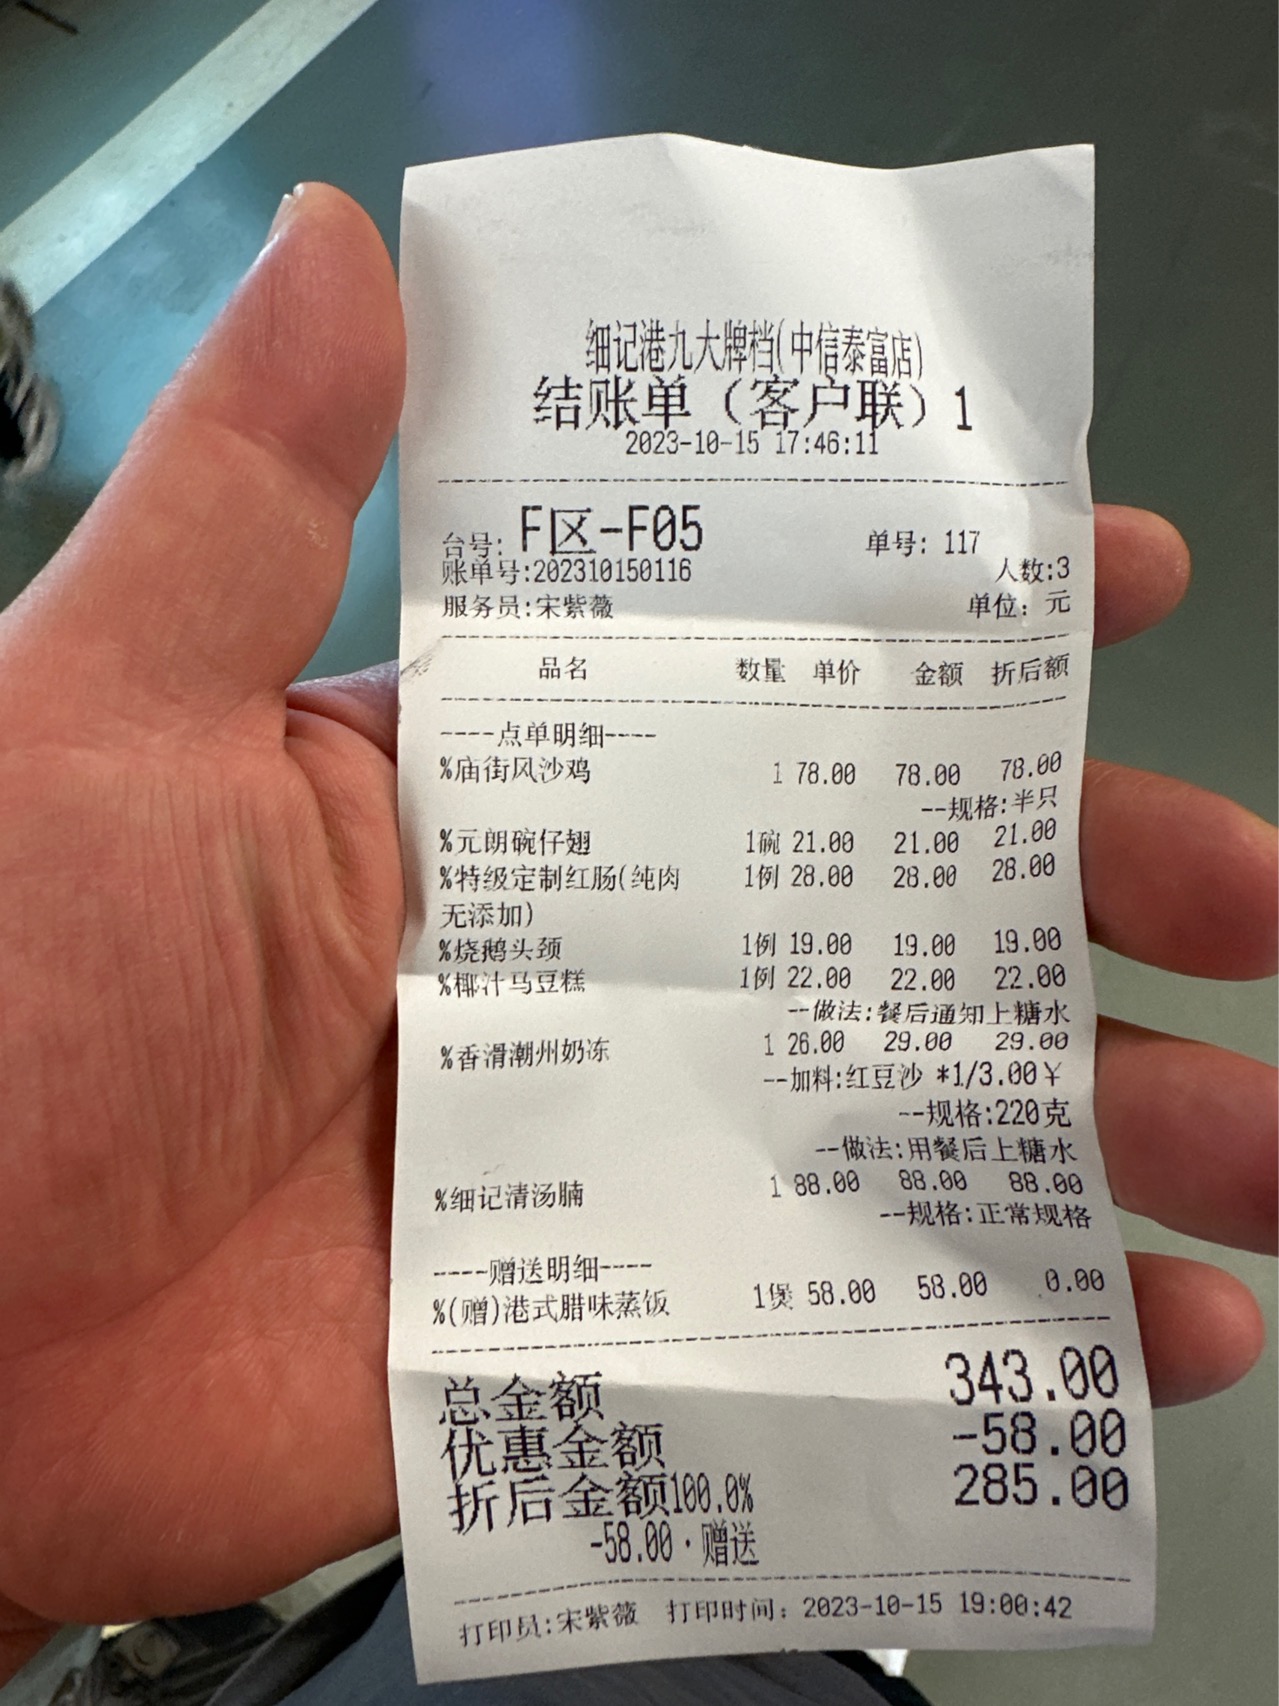 细记港九大牌档(中信泰富店)
结账单（客户联）1
2023-10-15 17:46:11
台号: F区-F05 单号: 117
账单号:202310150116 人数:3
服务员:宋紫薇 单位: 元
品名 数量 单价 金额 折后额
----点单明细----
%庙街风沙鸡 1 78.00 78.00 78.00
--规格:半只
%元朗碗仔翅 1碗 21.00 21.00 21.00
%特级定制红肠(纯肉 1例 28.00 28.00 28.00
无添加)
%烧鹅头颈 1例 19.00 19.00 19.00
%椰汁马豆糕 1例 22.00 22.00 22.00
--做法:餐后通知上糖水
%香滑潮州奶冻 1 26.00 29.00 29.00
--加料:红豆沙 *1/3.00￥
--规格:220克
--做法:用餐后上糖水
%细记清汤腩 1 88.00 88.00 88.00
--规格:正常规格
----赠送明细----
%(赠)港式腊味蒸饭 1煲 58.00 58.00 0.00
总金额 343.00
优惠金额 -58.00
折后金额100.0% 285.00
-58.00·赠送
打印员:宋紫薇 打印时间: 2023-10-15 19:00:42